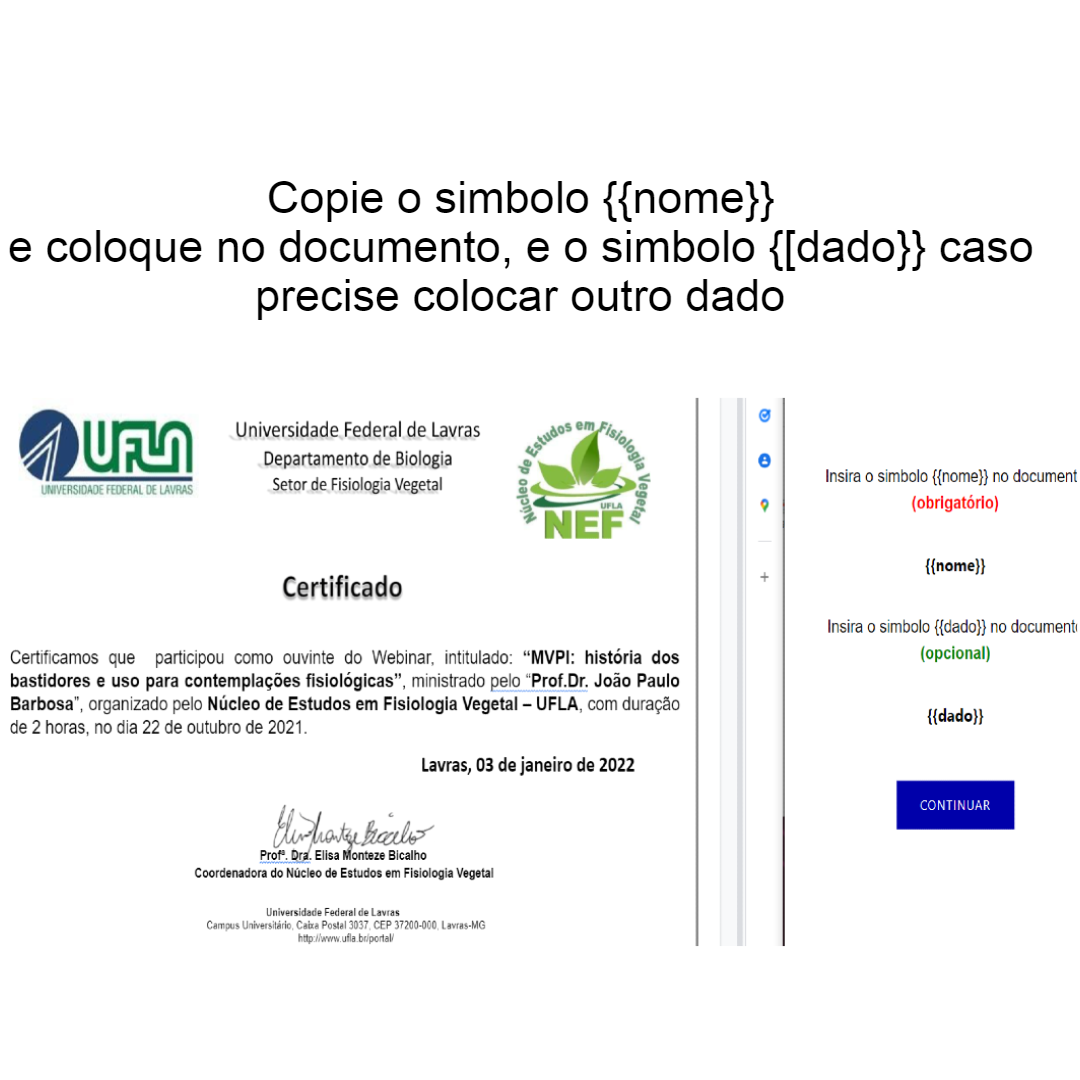 Copie o simbolo {{nome}}
e coloque no documento, e o simbolo {[dado}} caso
precise colocar outro dado
UFLA
UNIVERSIDADE FEDERAL DE LAVRAS
Universidade Federal de Lavras
Departamento de Biologia
Setor de Fisiologia Vegetal
Núcleo de Estudos em Fisiologia Vegetal
UFLA
NEF
Certificado
Certificamos que participou como ouvinte do Webinar, intitulado: “MVPI: história dos
bastidores e uso para contemplações fisiológicas”, ministrado pelo “Prof.Dr. João Paulo
Barbosa”, organizado pelo Núcleo de Estudos em Fisiologia Vegetal – UFLA, com duração
de 2 horas, no dia 22 de outubro de 2021.
Lavras, 03 de janeiro de 2022
Elisa Monteze Bicalho
Profª. Dra. Elisa Monteze Bicalho
Coordenadora do Núcleo de Estudos em Fisiologia Vegetal
Universidade Federal de Lavras
Campus Universitário, Caixa Postal 3037, CEP 37200-000, Lavras-MG
http://www.ufla.br/portal/
Insira o simbolo {{nome}} no document
(obrigatório)
{{nome}}
Insira o simbolo {{dado}} no documento
(opcional)
{{dado}}
CONTINUAR